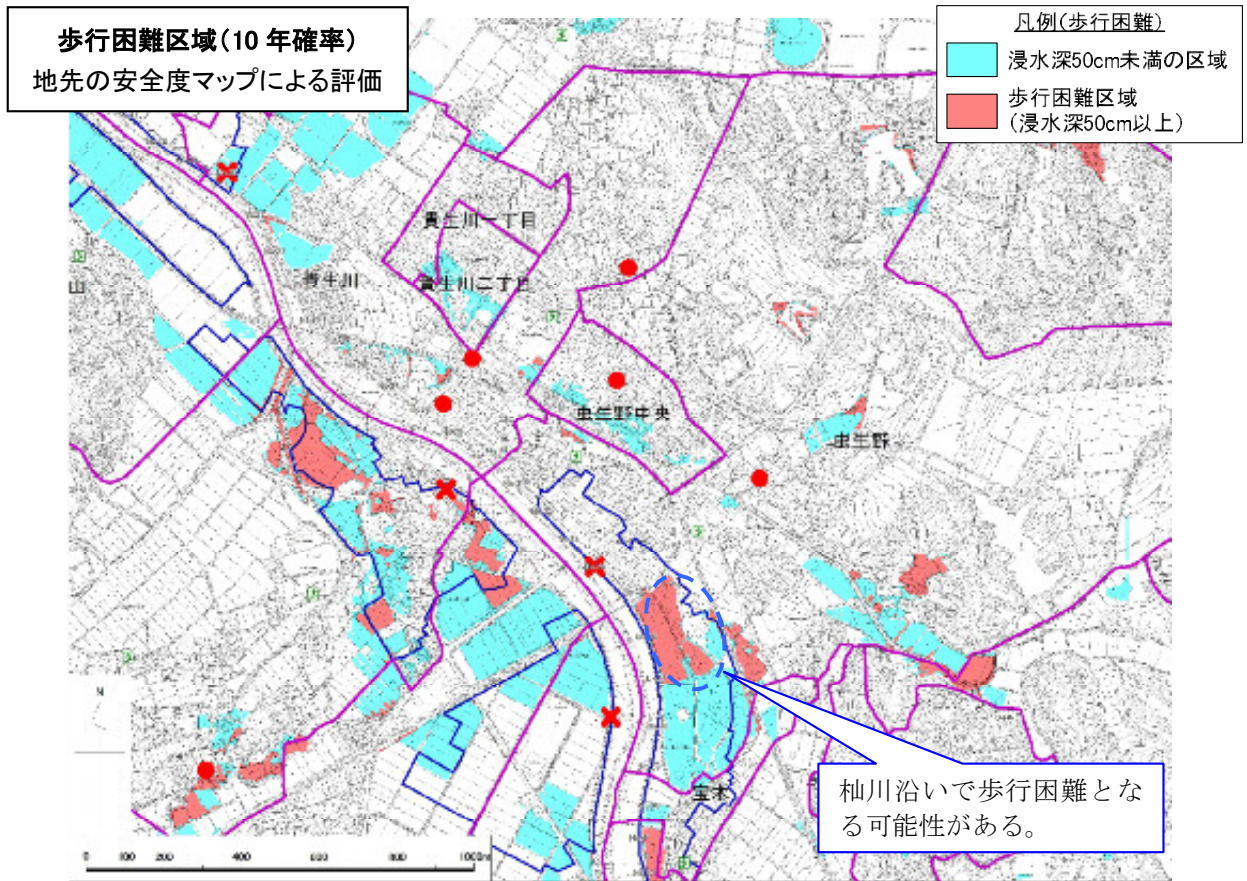 歩行困難区域(10年確率)
地先の安全度マップによる評価
凡例(歩行困難)
浸水深50cm未満の区域
歩行困難区域
(浸水深50cm以上)
貴生川一丁目
貴生川
貴生川二丁目
山
虫生野中央
虫生野
宝木
杣川沿いで歩行困難とな
る可能性がある。
N
0 200 400 600 1000m